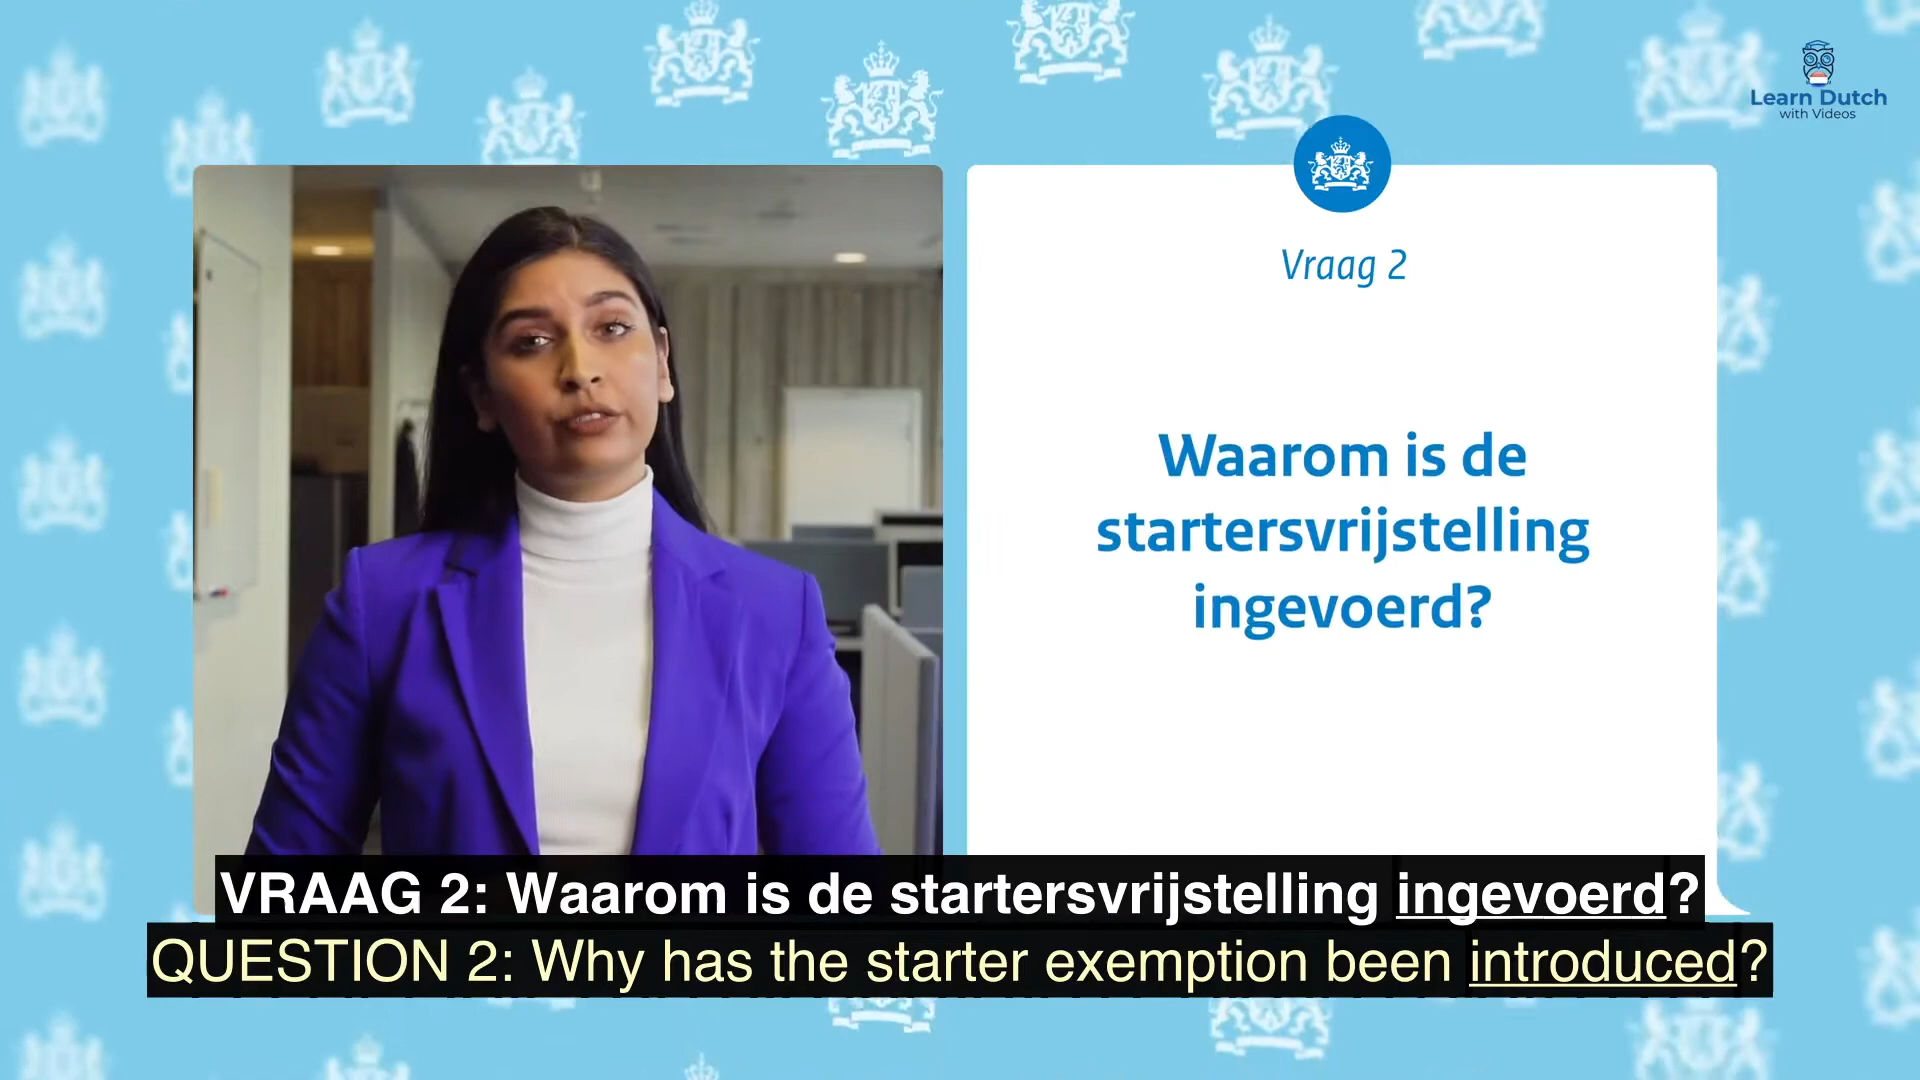 Learn Dutch
with Videos
Vraag 2
Waarom is de
startersvrijstelling
ingevoerd?
VRAAG 2: Waarom is de startersvrijstelling ingevoerd?
QUESTION 2: Why has the starter exemption been introduced?